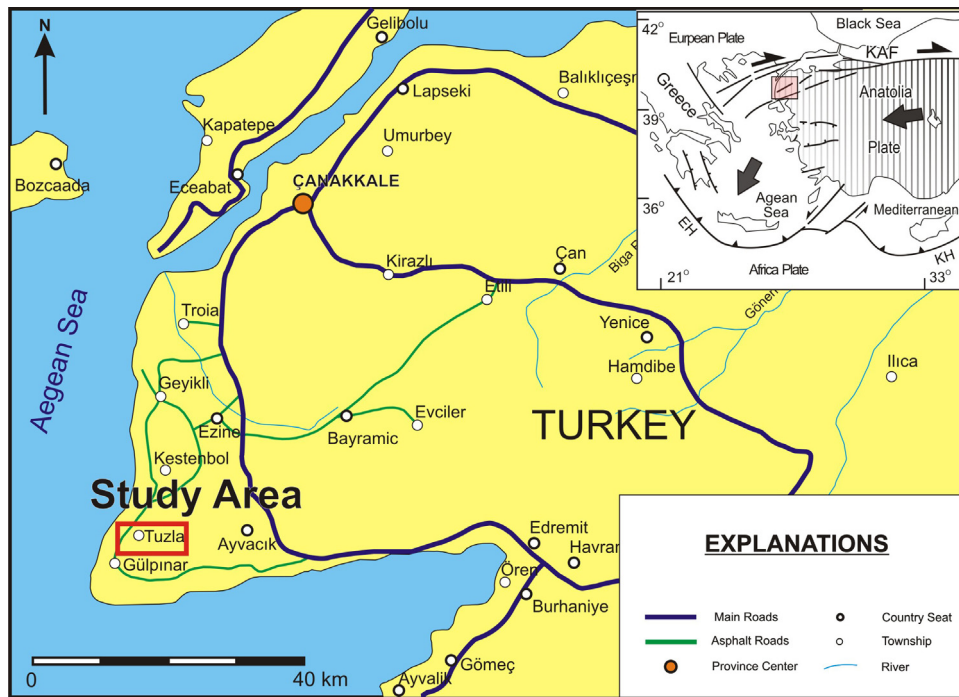 N
Gelibolu
Lapseki
Balıklıçeşm
Kapatepe
Umurbey
Bozcaada
Eceabat
ÇANAKKALE
Aegean Sea
Kirazlı
Çan
Biga R
Etili
Gönen
Troia
Yenice
Hamdibe
Ilıca
Geyikli
Ezine
Bayramic
Evciler
TURKEY
Kestenbol
Study Area
Tuzla
Ayvacık
Gülpınar
Edremit
Havran
Ören
Burhaniye
Gömeç
Ayvalik
0
40 km
42°
Black Sea
Eurpean Plate
KAF
Greece
Anatolia
39°
Plate
36°
Agean
Sea
Mediterranean
EH
KH
Africa Plate
21°
33°
EXPLANATIONS
Main Roads
Country Seat
Asphalt Roads
Township
Province Center
River